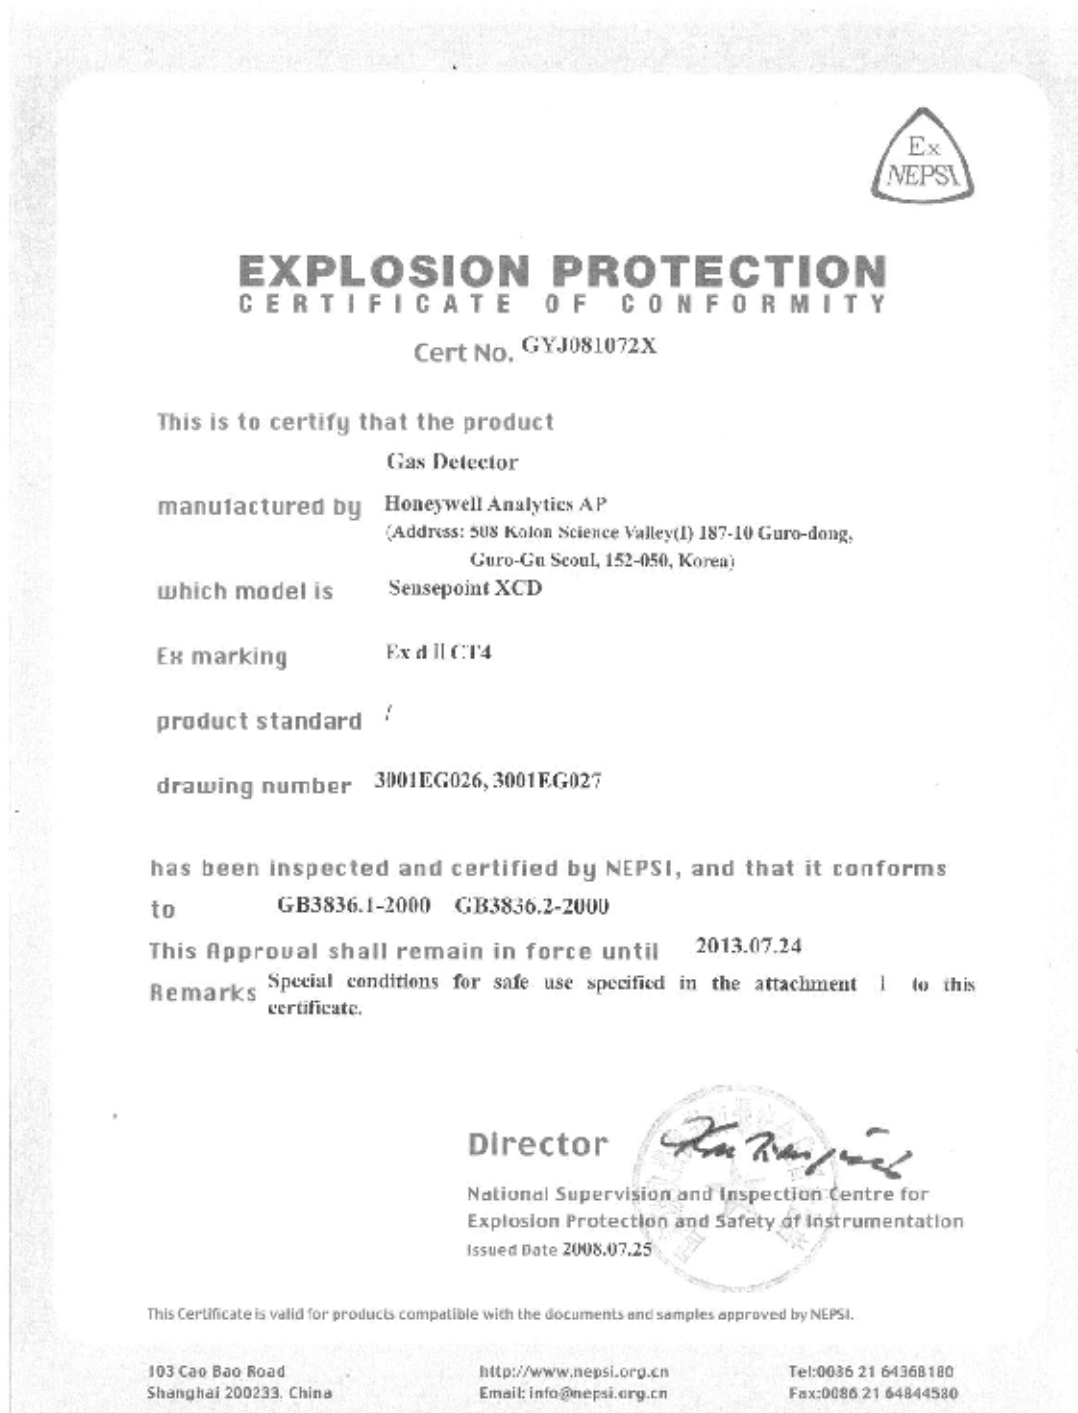 Ex
NEPSI
EXPLOSION PROTECTION
CERTIFICATE OF CONFORMITY
Cert No. GYJ081072X
This is to certify that the product
Gas Detector
manufactured by Honeywell Analytics AP
(Address: 508 Kolon Science Valley(I) 187-10 Guro-dong,
Guro-Gu Seoul, 152-050, Korea)
which model is Sensepoint XCD
Ex marking Ex d II CT4
product standard /
drawing number 3001EG026, 3001EG027
has been inspected and certified by NEPSI, and that it conforms
to GB3836.1-2000 GB3836.2-2000
This Approval shall remain in force until 2013.07.24
Remarks Special conditions for safe use specified in the attachment 1 to this
certificate.
Director
National Supervision and Inspection Centre for
Explosion Protection and Safety of Instrumentation
Issued Date 2008.07.25
This Certificate is valid for products compatible with the documents and samples approved by NEPSI.
103 Cao Bao Road
Shanghai 200233, China
http://www.nepsi.org.cn
Email: info@nepsi.org.cn
Tel:0086 21 64368180
Fax:0086 21 64844580